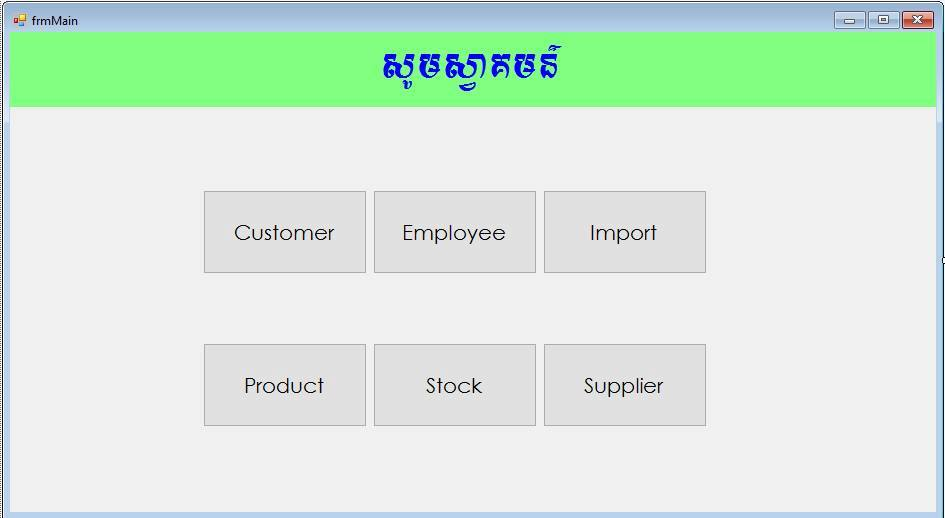 frmMain
សូមស្វាគមន៍
Customer Employee Import
Product Stock Supplier